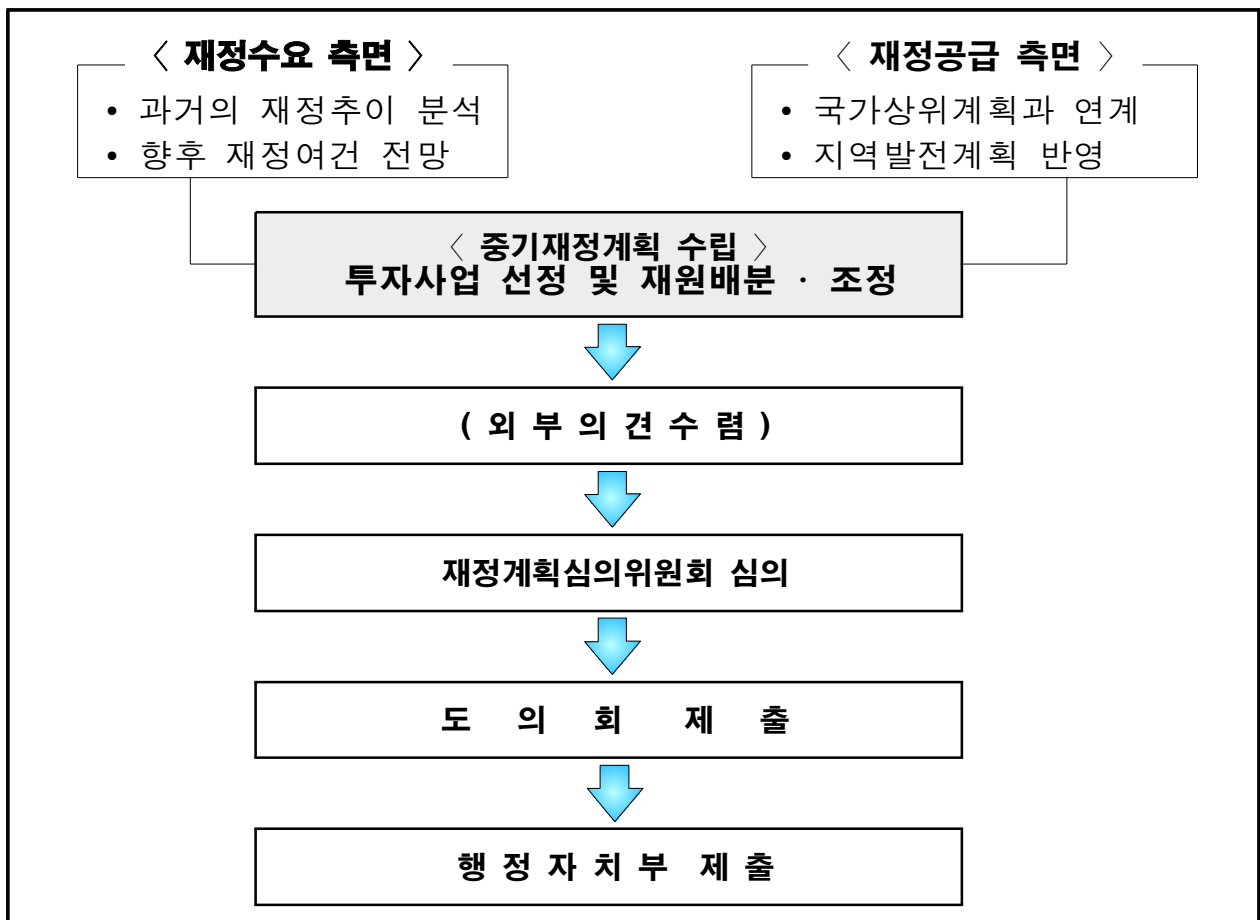 〈 재정수요 측면 〉
• 과거의 재정추이 분석
• 향후 재정여건 전망
〈 재정공급 측면 〉
• 국가상위계획과 연계
• 지역발전계획 반영
〈 중기재정계획 수립 〉
투자사업 선정 및 재원배분 · 조정
( 외 부 의 견 수 렴 )
재정계획심의위원회 심의
도 의 회 제 출
행 정 자 치 부 제 출